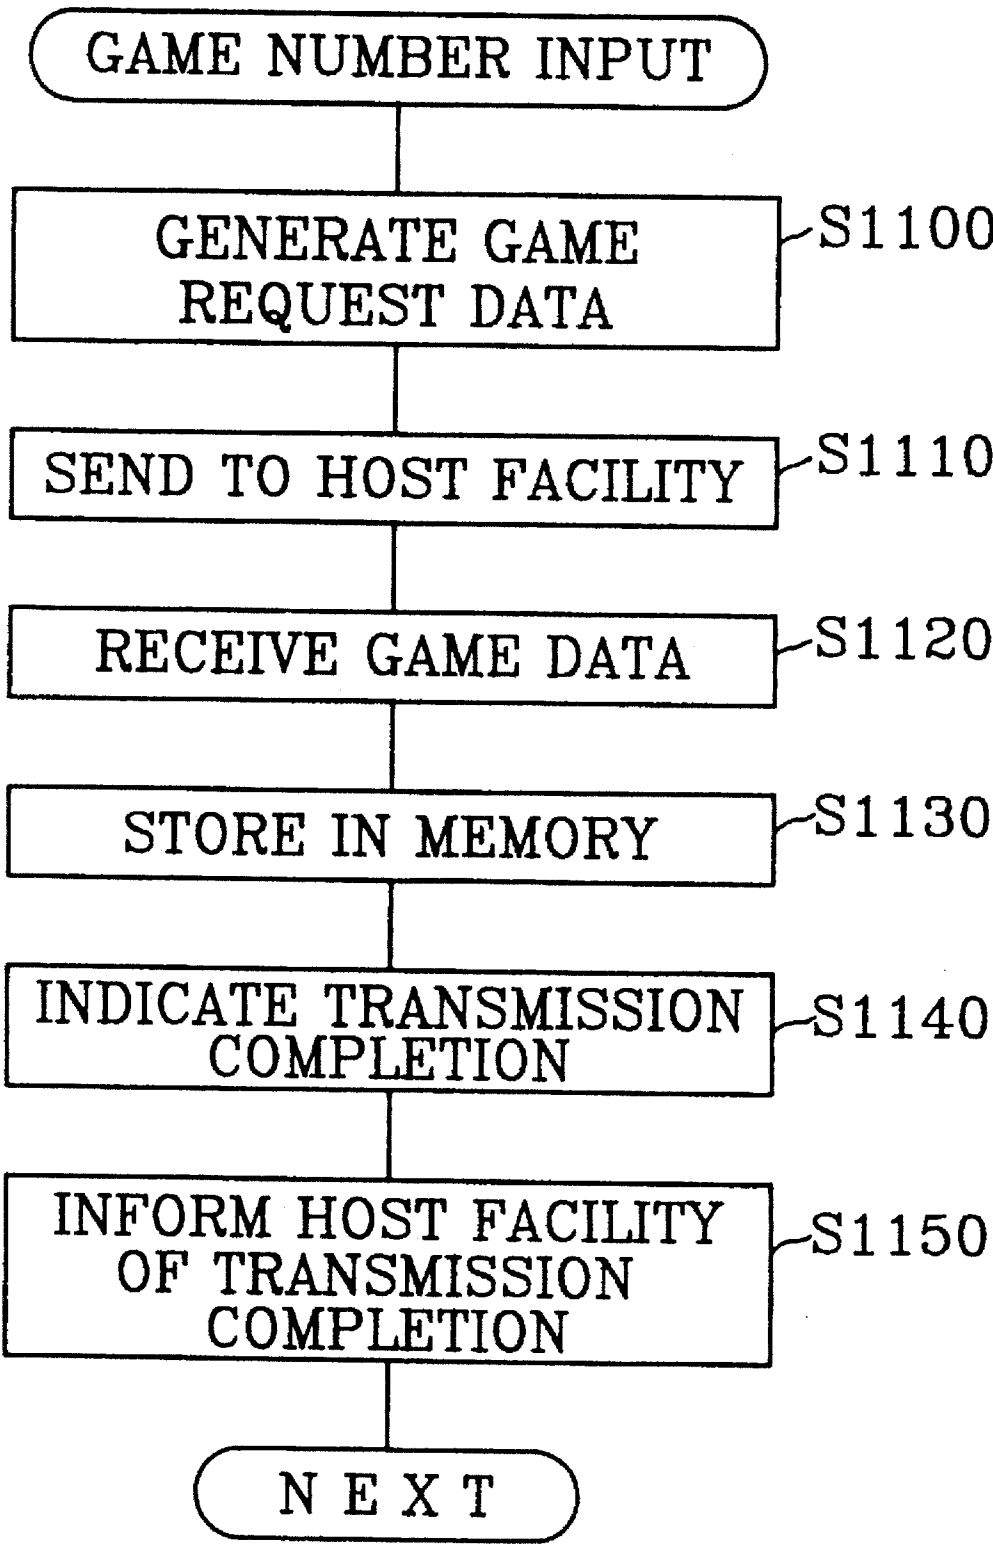 GAME NUMBER INPUT
GENERATE GAME
REQUEST DATA
S1100
SEND TO HOST FACILITY
S1110
RECEIVE GAME DATA
S1120
STORE IN MEMORY
S1130
INDICATE TRANSMISSION
COMPLETION
S1140
INFORM HOST FACILITY
OF TRANSMISSION
COMPLETION
S1150
NEXT